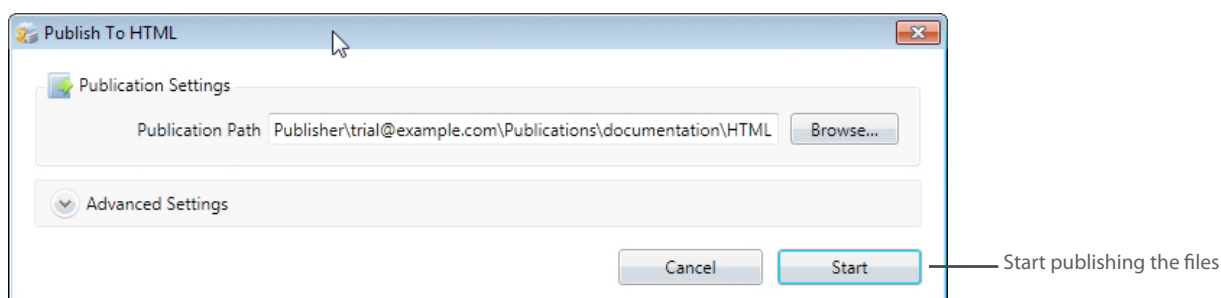 Publish To HTML
Publication Settings
Publication Path Publisher\trial@example.com\Publications\documentation\HTML Browse...
Advanced Settings
Cancel Start Start publishing the files